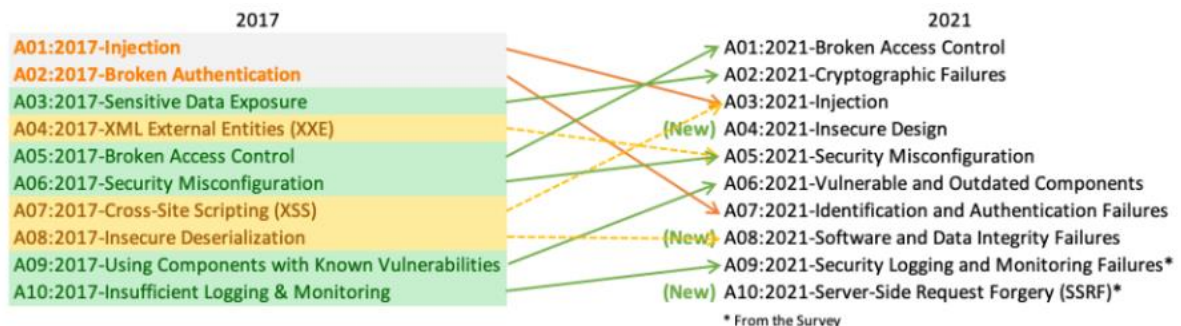 2017
A01:2017-Injection
A02:2017-Broken Authentication
A03:2017-Sensitive Data Exposure
A04:2017-XML External Entities (XXE)
A05:2017-Broken Access Control
A06:2017-Security Misconfiguration
A07:2017-Cross-Site Scripting (XSS)
A08:2017-Insecure Deserialization
A09:2017-Using Components with Known Vulnerabilities
A10:2017-Insufficient Logging & Monitoring
2021
A01:2021-Broken Access Control
A02:2021-Cryptographic Failures
A03:2021-Injection
(New) A04:2021-Insecure Design
A05:2021-Security Misconfiguration
A06:2021-Vulnerable and Outdated Components
A07:2021-Identification and Authentication Failures
(New) A08:2021-Software and Data Integrity Failures
A09:2021-Security Logging and Monitoring Failures*
(New) A10:2021-Server-Side Request Forgery (SSRF)*
* From the Survey